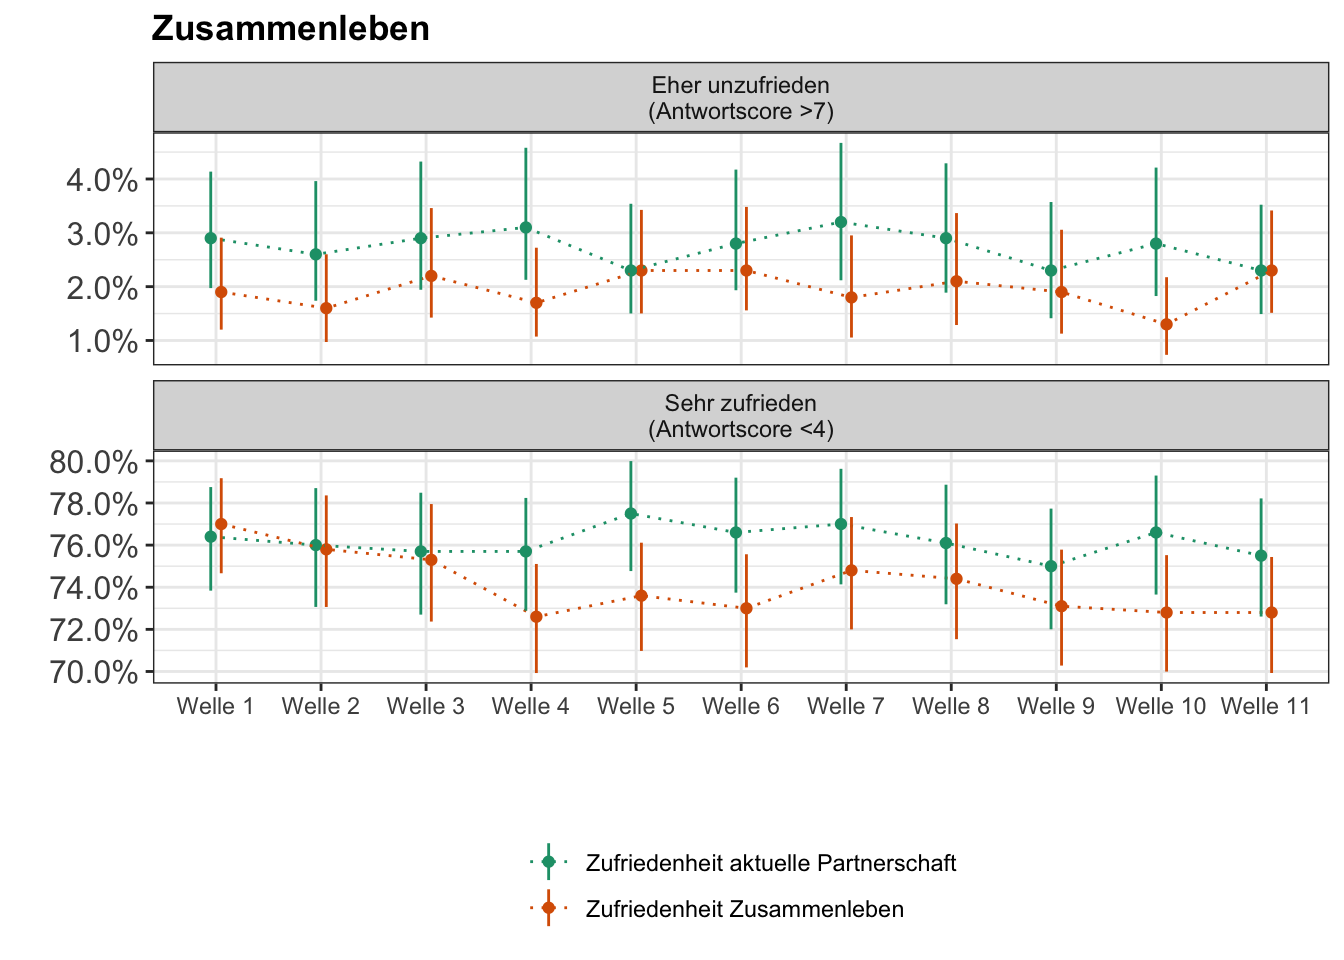 Zusammenleben
Eher unzufrieden
(Antwortscore >7)
4.0%
3.0%
2.0%
1.0%
Sehr zufrieden
(Antwortscore <4)
80.0%
78.0%
76.0%
74.0%
72.0%
70.0%
Welle 1 Welle 2 Welle 3 Welle 4 Welle 5 Welle 6 Welle 7 Welle 8 Welle 9 Welle 10 Welle 11
Zufriedenheit aktuelle Partnerschaft
Zufriedenheit Zusammenleben